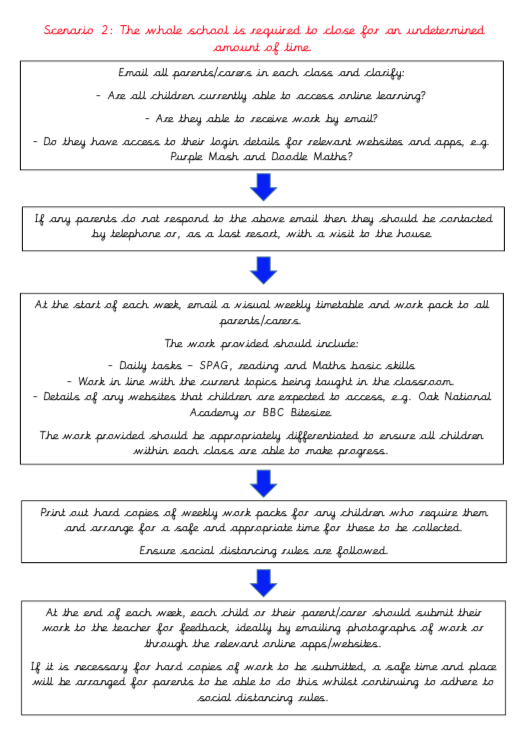 Scenario 2: The whole school is required to close for an undetermined
amount of time.
Email all parents/carers in each class and clarify:
- Are all children currently able to access online learning?
- Are they able to receive work by email?
- Do they have access to their login details for relevant websites and apps, e.g.
Purple Mash and Doodle Maths?
If any parents do not respond to the above email then they should be contacted
by telephone or, as a last resort, with a visit to the house.
At the start of each week, email a visual weekly timetable and work pack to all
parents/carers.
The work provided should include:
- Daily tasks - SPAG, reading and Maths basic skills
- Work in line with the current topics being taught in the classroom.
- Details of any websites that children are expected to access, e.g. Oak National
Academy or BBC Bitesize.
The work provided should be appropriately differentiated to ensure all children
within each class are able to make progress.
Print out hard copies of weekly work packs for any children who require them
and arrange for a safe and appropriate time for these to be collected.
Ensure social distancing rules are followed.
At the end of each week, each child or their parent/carer should submit their
work to the teacher for feedback, ideally by emailing photographs of work or
through the relevant online apps/websites.
If it is necessary for hard copies of work to be submitted, a safe time and place
will be arranged for parents to be able to do this whilst continuing to adhere to
social distancing rules.